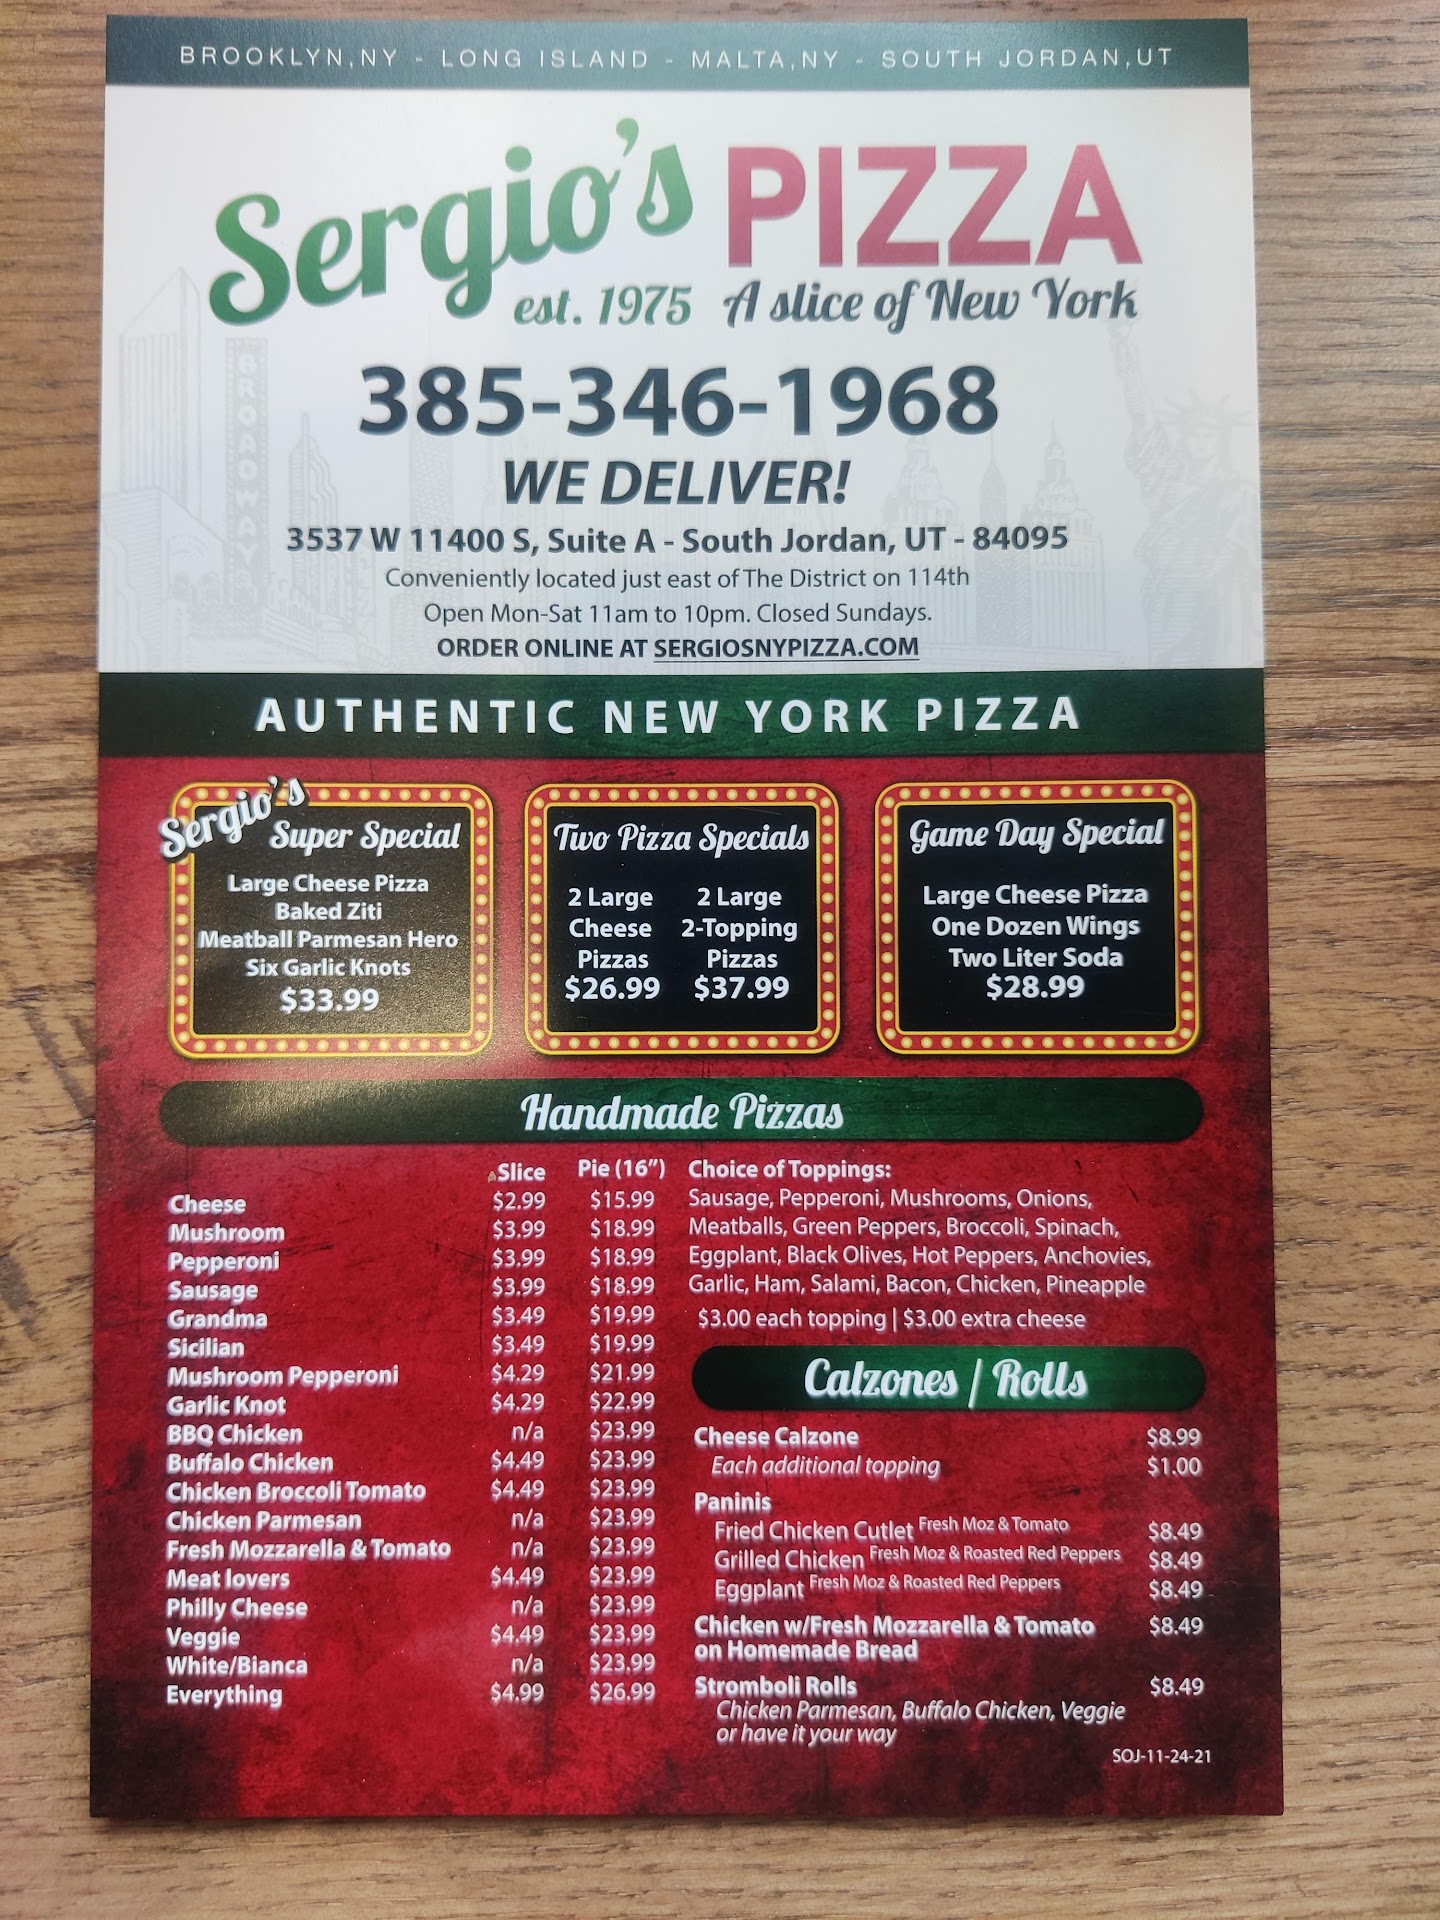 BROOKLYN,NY - LONG ISLAND - MALTA,NY - SOUTH JORDAN,UT
Sergio's PIZZA
est. 1975 A slice of New York
BROADWAY
385-346-1968
WE DELIVER!
3537 W 11400 S, Suite A - South Jordan, UT - 84095
Conveniently located just east of The District on 114th
Open Mon-Sat 11am to 10pm. Closed Sundays.
ORDER ONLINE AT SERGIOSNYPIZZA.COM
AUTHENTIC NEW YORK PIZZA
Sergio's Super Special
Large Cheese Pizza
Baked Ziti
Meatball Parmesan Hero
Six Garlic Knots
$33.99
Two Pizza Specials
2 Large
Cheese
Pizzas
$26.99
2 Large
2-Topping
Pizzas
$37.99
Game Day Special
Large Cheese Pizza
One Dozen Wings
Two Liter Soda
$28.99
Handmade Pizzas
Slice Pie (16”)
Cheese $2.99 $15.99
Mushroom $3.99 $18.99
Pepperoni $3.99 $18.99
Sausage $3.99 $18.99
Grandma $3.49 $19.99
Sicilian $3.49 $19.99
Mushroom Pepperoni $4.29 $21.99
Garlic Knot $4.29 $22.99
BBQ Chicken n/a $23.99
Buffalo Chicken $4.49 $23.99
Chicken Broccoli Tomato $4.49 $23.99
Chicken Parmesan n/a $23.99
Fresh Mozzarella & Tomato n/a $23.99
Meat lovers $4.49 $23.99
Philly Cheese n/a $23.99
Veggie $4.49 $23.99
White/Bianca n/a $23.99
Everything $4.99 $26.99
Choice of Toppings:
Sausage, Pepperoni, Mushrooms, Onions,
Meatballs, Green Peppers, Broccoli, Spinach,
Eggplant, Black Olives, Hot Peppers, Anchovies,
Garlic, Ham, Salami, Bacon, Chicken, Pineapple
$3.00 each topping | $3.00 extra cheese
Calzones / Rolls
Cheese Calzone $8.99
Each additional topping $1.00
Paninis
Fried Chicken Cutlet Fresh Moz & Tomato $8.49
Grilled Chicken Fresh Moz & Roasted Red Peppers $8.49
Eggplant Fresh Moz & Roasted Red Peppers $8.49
Chicken w/Fresh Mozzarella & Tomato $8.49
on Homemade Bread
Stromboli Rolls $8.49
Chicken Parmesan, Buffalo Chicken, Veggie
or have it your way
SOJ-11-24-21